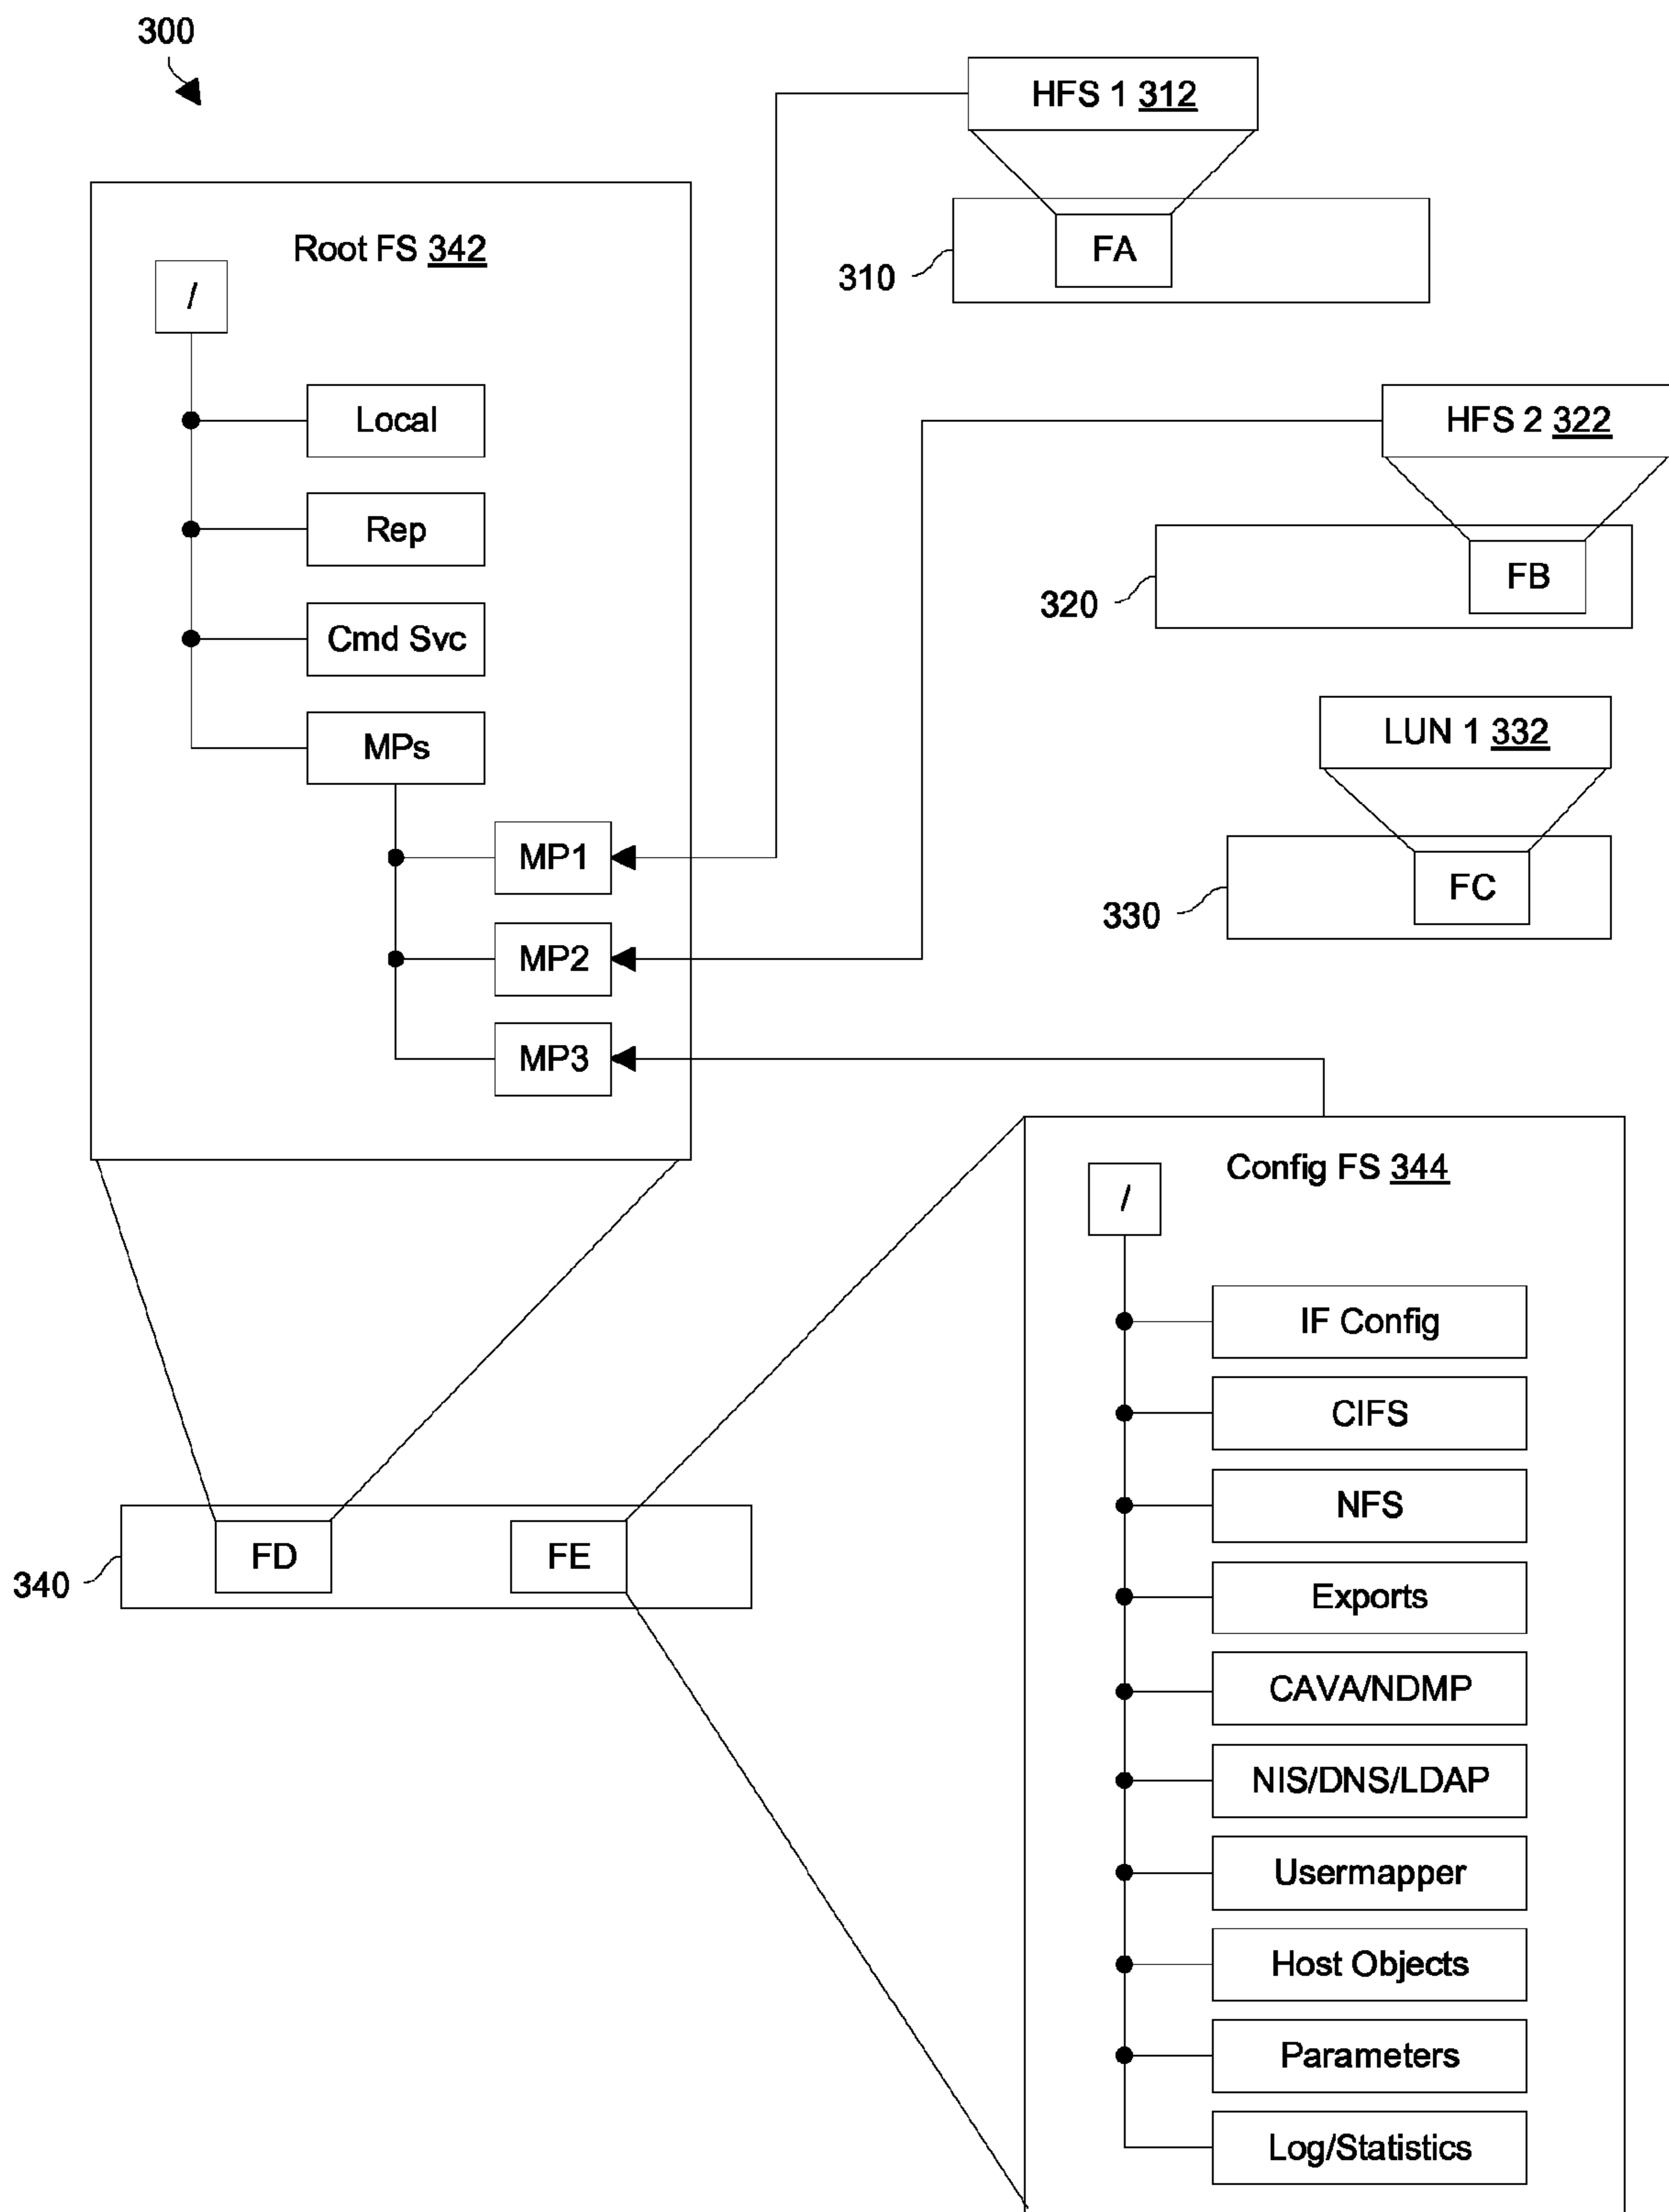 300
HFS 1 312
Root FS 342
/
FA
310
Local
HFS 2 322
Rep
FB
320
Cmd Svc
LUN 1 332
MPs
MP1
FC
330
MP2
MP3
Config FS 344
/
IF Config
CIFS
NFS
FD
FE
340
Exports
CAVA/NDMP
NIS/DNS/LDAP
Usermapper
Host Objects
Parameters
Log/Statistics